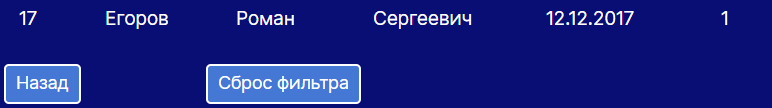 17 Егоров Роман Сергеевич 12.12.2017 1
Назад Сброс фильтра